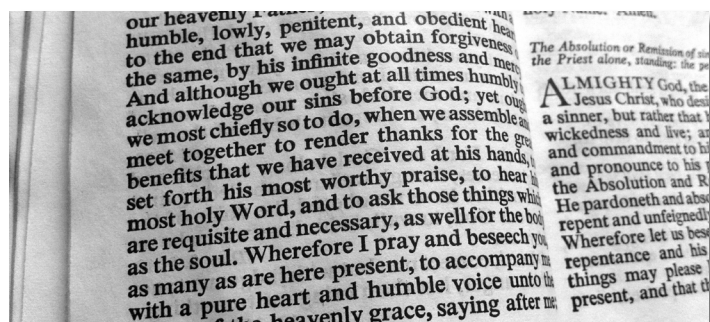 our heavenly
humble, lowly, penitent, and obedient
to the end that we may obtain forgiveness
the same, by his infinite goodness and
And although we ought at all times humbly
acknowledge our sins before God; yet
we most chiefly so to do, when we assemble
meet together to render thanks for the
benefits that we have received at his hands,
set forth his most worthy praise, to hear
most holy Word, and to ask those things
are requisite and necessary, as well for the
as the soul. Wherefore I pray and beseech
as many as are here present, to accompany
with a pure heart and humble voice unto
heavenly grace, saying after
The Absolution or Remission of
the Priest alone, standing: the
ALMIGHTY God, the
Jesus Christ, who
a sinner, but rather that
wickedness and live;
and commandment to
and pronounce to his
the Absolution and
He pardoneth and
repent and
Wherefore let us
repentance and his
things may please
present, and that